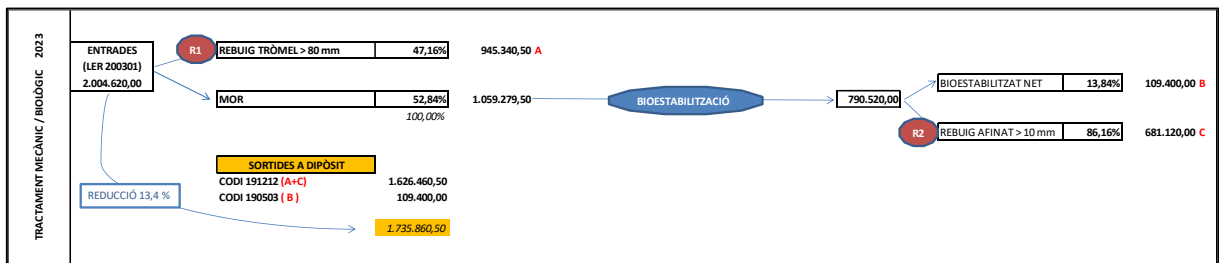 TRACTAMENT MECÀNIC / BIOLÒGIC 2023
ENTRADES
(LER 200301)
2.004.620,00
R1 REBUIG TRÒMEL > 80 mm 47,16% 945.340,50 A
MOR 52,84% 1.059.279,50
100,00%
BIOESTABILITZACIÓ
790.520,00
BIOESTABILITZAT NET 13,84% 109.400,00 B
R2 REBUIG AFINAT > 10 mm 86,16% 681.120,00 C
SORTIDES A DIPÒSIT
CODI 191212 (A+C) 1.626.460,50
CODI 190503 ( B ) 109.400,00
REDUCCIÓ 13,4 %
1.735.860,50